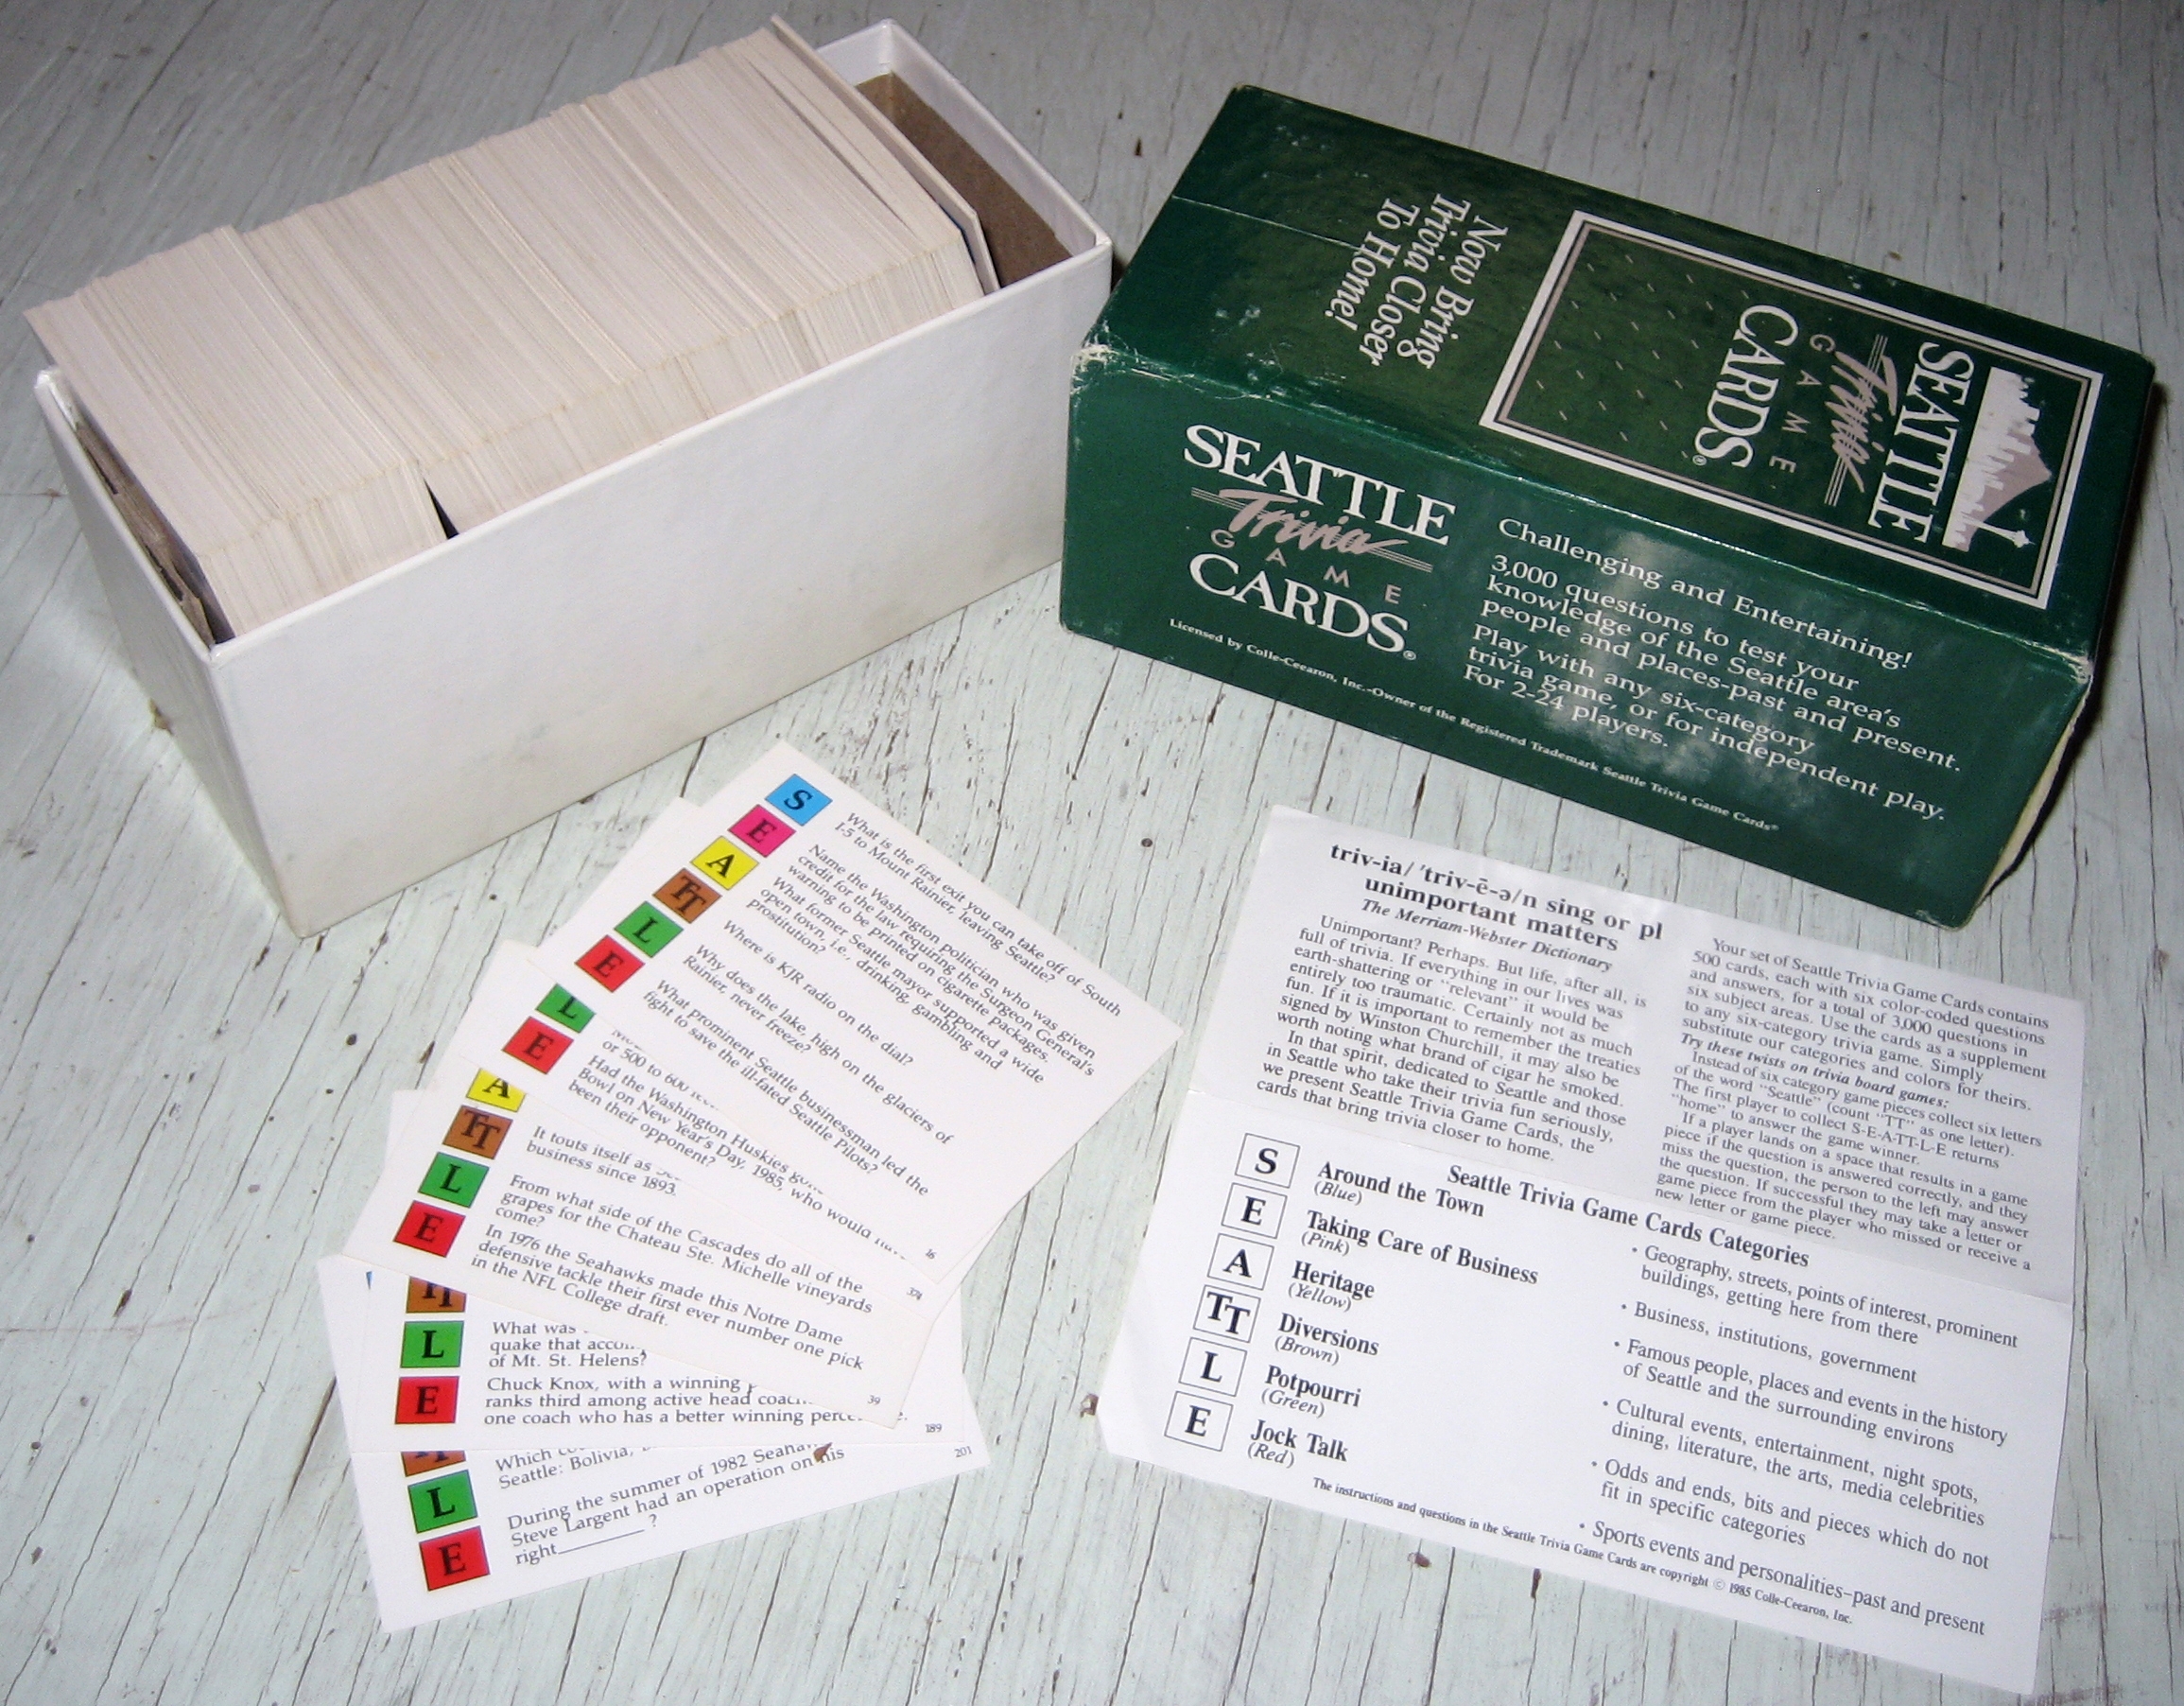 Now Bring
Trivia Closer
To Home!
SEATTLE
Trivia
GAME
CARDS®
SEATTLE
Trivia
GAME
CARDS®
Licensed by Colle-Ceearon, Inc.-Owner of the Registered Trademark Seattle Trivia Game Cards®
Challenging and Entertaining!
3,000 questions to test your
knowledge of the Seattle area's
people and places-past and present.
Play with any six-category
trivia game, or for independent play.
For 2-24 players.
S
What is the first exit you can take off of South
I-5 to Mount Rainier, leaving Seattle?
E
Name the Washington politician who was given
credit for the law requiring the Surgeon General's
warning to be printed on cigarette packages.
A
What former Seattle mayor supported a wide
open town, i.e., drinking, gambling and
prostitution?
TT
Where is KJR radio on the dial?
L
Why does the lake, high on the glaciers of
Rainier, never freeze?
E
What prominent Seattle businessman led the
fight to save the ill-fated Seattle Pilots?
16
L
or 500 to 600
E
Had the Washington Huskies
Bowl on New Year's Day, 1985, who would
been their opponent?
374
A
TT
It touts itself as
business since 1893.
L
From what side of the Cascades do all of the
grapes for the Chateau Ste. Michelle vineyards
come?
E
In 1976 the Seahawks made this Notre Dame
defensive tackle their first ever number one pick
in the NFL College draft.
39
TT
L
What was
quake that
of Mt. St. Helens?
E
Chuck Knox, with a winning
ranks third among active head
one coach who has a better winning
189
TT
L
Which
Seattle: Bolivia,
E
During the summer of 1982
Steve Largent had an operation on his
right________?
201
triv-ia/ 'triv-ē-ə/n sing or pl
unimportant matters
The Merriam-Webster Dictionary
Unimportant? Perhaps. But life, after all, is
full of trivia. If everything in our lives was
earth-shattering or "relevant" it would be
entirely too traumatic. Certainly not as much
fun. If it is important to remember the treaties
signed by Winston Churchill, it may also be
worth noting what brand of cigar he smoked.
In that spirit, dedicated to Seattle and those
in Seattle who take their trivia fun seriously,
we present Seattle Trivia Game Cards, the
cards that bring trivia closer to home.
Your set of Seattle Trivia Game Cards contains
500 cards, each with six color-coded questions
and answers, for a total of 3,000 questions in
six subject areas. Use the cards as a supplement
to any six-category trivia game. Simply
substitute our categories and colors for theirs.
Try these twists on trivia board games:
Instead of six category game pieces collect six letters
of the word "Seattle" (count "TT" as one letter).
The first player to collect S-E-A-TT-L-E returns
"home" to answer the game winner.
If a player lands on a space that results in a game
piece if the question is answered correctly, and they
miss the question, the person to the left may answer
the question. If successful they may take a letter or
game piece from the player who missed or receive a
new letter or game piece.
Seattle Trivia Game Cards Categories
S
Around the Town
(Blue)
• Geography, streets, points of interest, prominent
buildings, getting here from there
E
Taking Care of Business
(Pink)
• Business, institutions, government
A
Heritage
(Yellow)
• Famous people, places and events in the history
of Seattle and the surrounding environs
TT
Diversions
(Brown)
• Cultural events, entertainment, night spots,
dining, literature, the arts, media celebrities
L
Potpourri
(Green)
• Odds and ends, bits and pieces which do not
fit in specific categories
E
Jock Talk
(Red)
• Sports events and personalities-past and present
The instructions and questions in the Seattle Trivia Game Cards are copyright © 1985 Colle-Ceearon, Inc.